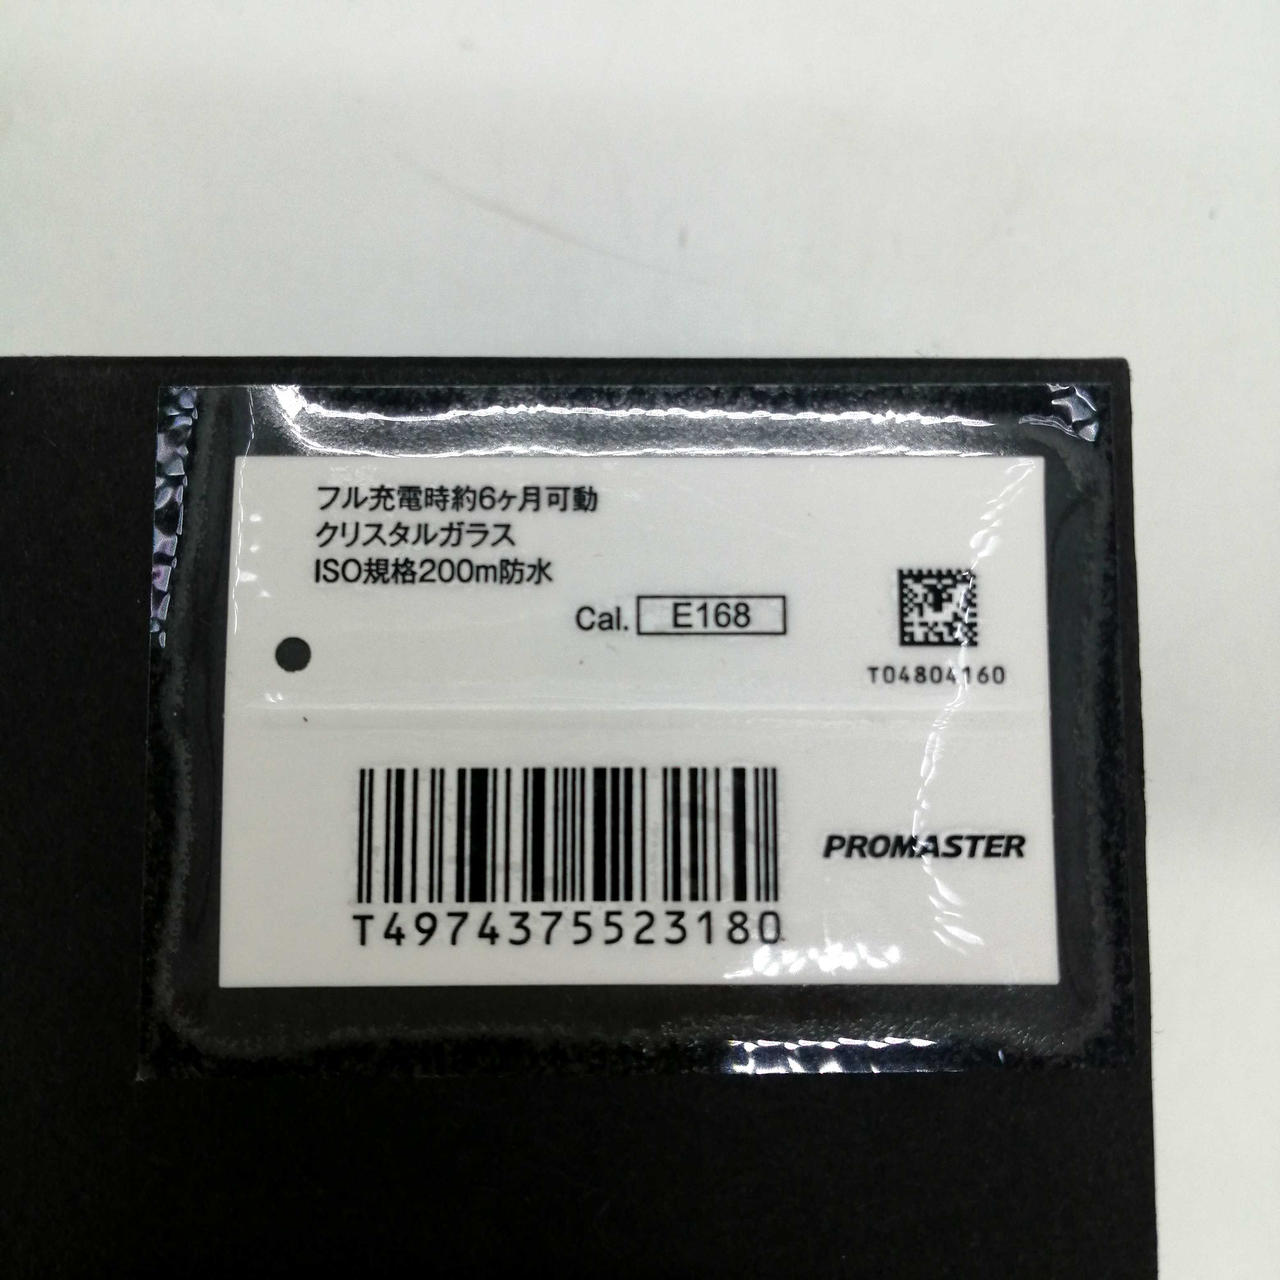 フル充電時約6ヶ月可動
クリスタルガラス
ISO規格200m防水
Cal. E168
T04804160
T4974375523180
PROMASTER